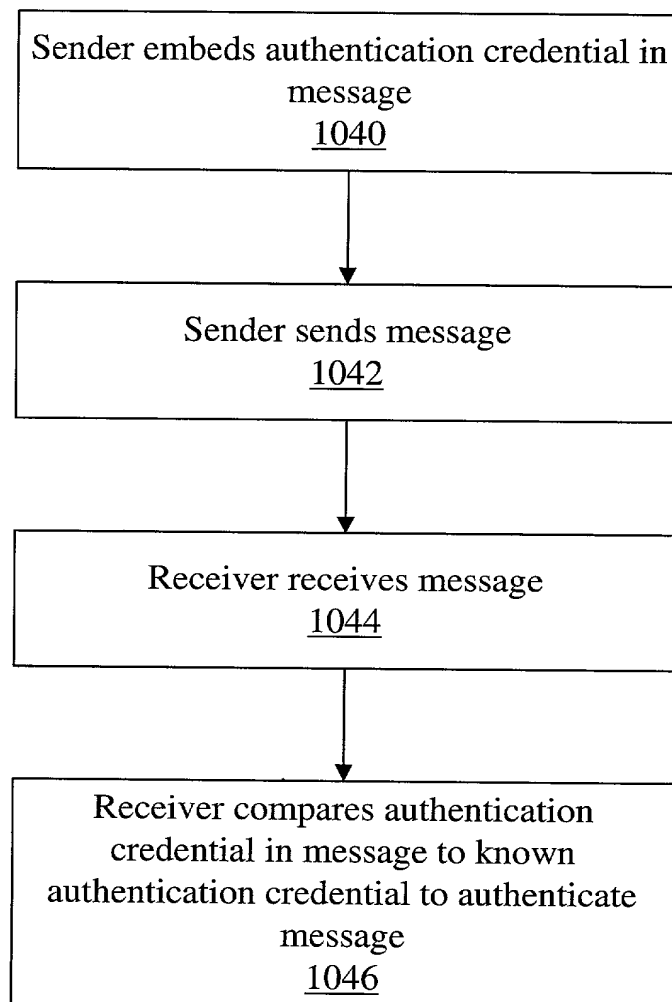 Sender embeds authentication credential in
message
1040
Sender sends message
1042
Receiver receives message
1044
Receiver compares authentication
credential in message to known
authentication credential to authenticate
message
1046